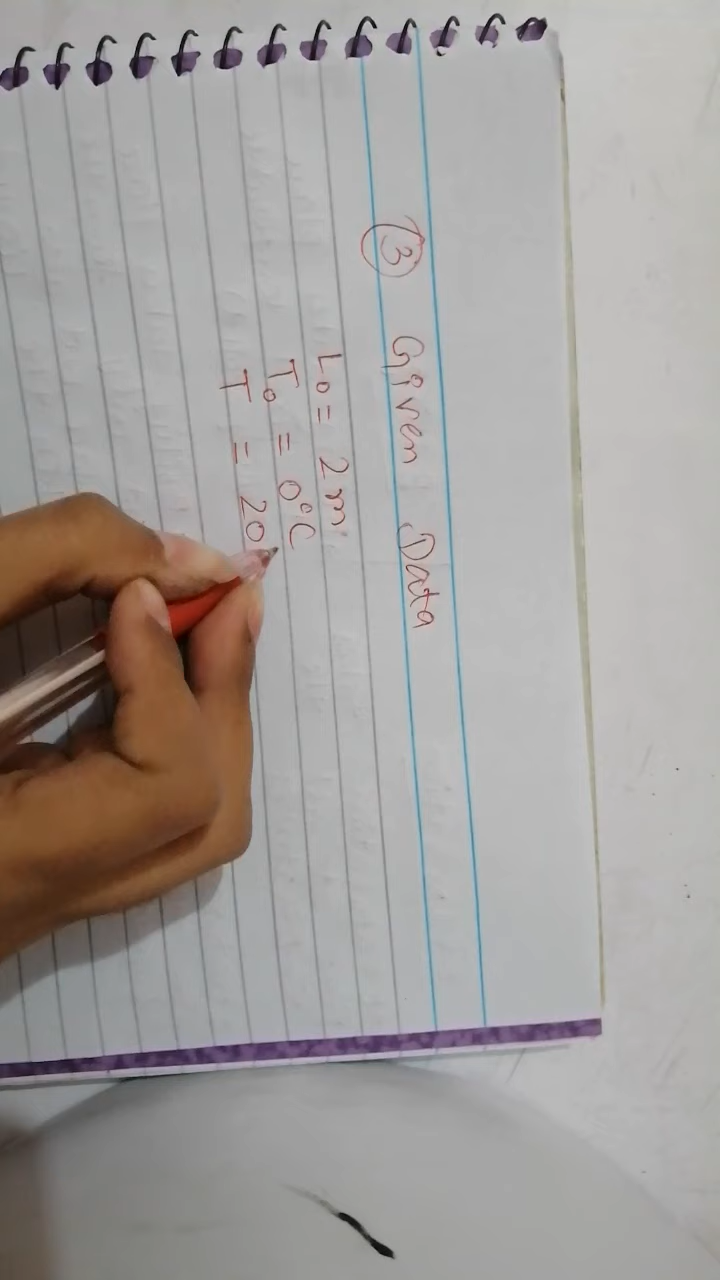 ③ Given Data
L₀ = 2m
T₀ = 0°C
T = 20